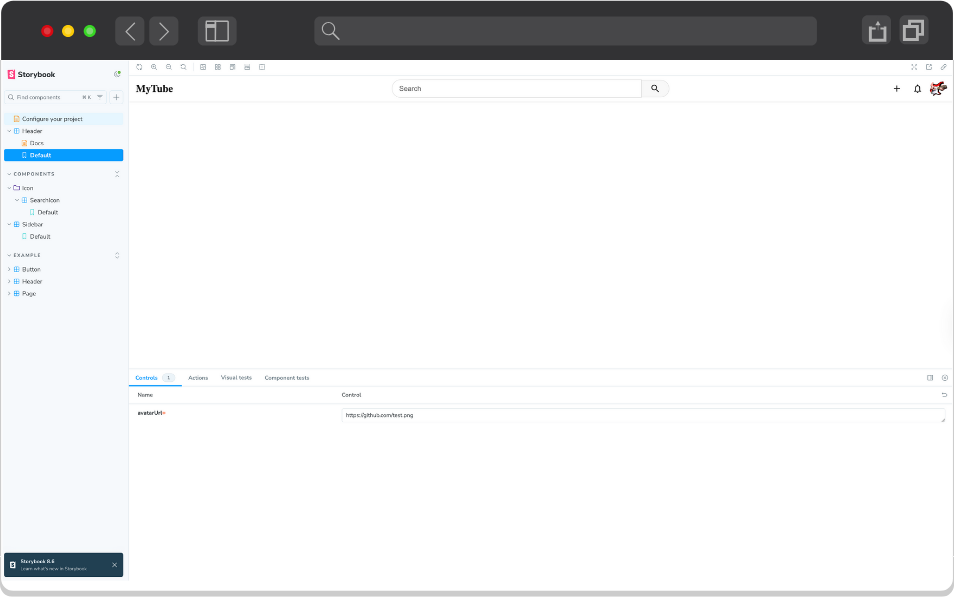 Storybook
Find components
⌘ K
Configure your project
Header
Docs
Default
COMPONENTS
Icon
SearchIcon
Default
Sidebar
Default
EXAMPLE
Button
Header
Page
Storybook 8.6
Learn what's new in Storybook
MyTube
Search
Controls 1 Actions Visual tests Component tests
Name Control
avatarUrl* https://github.com/test.png